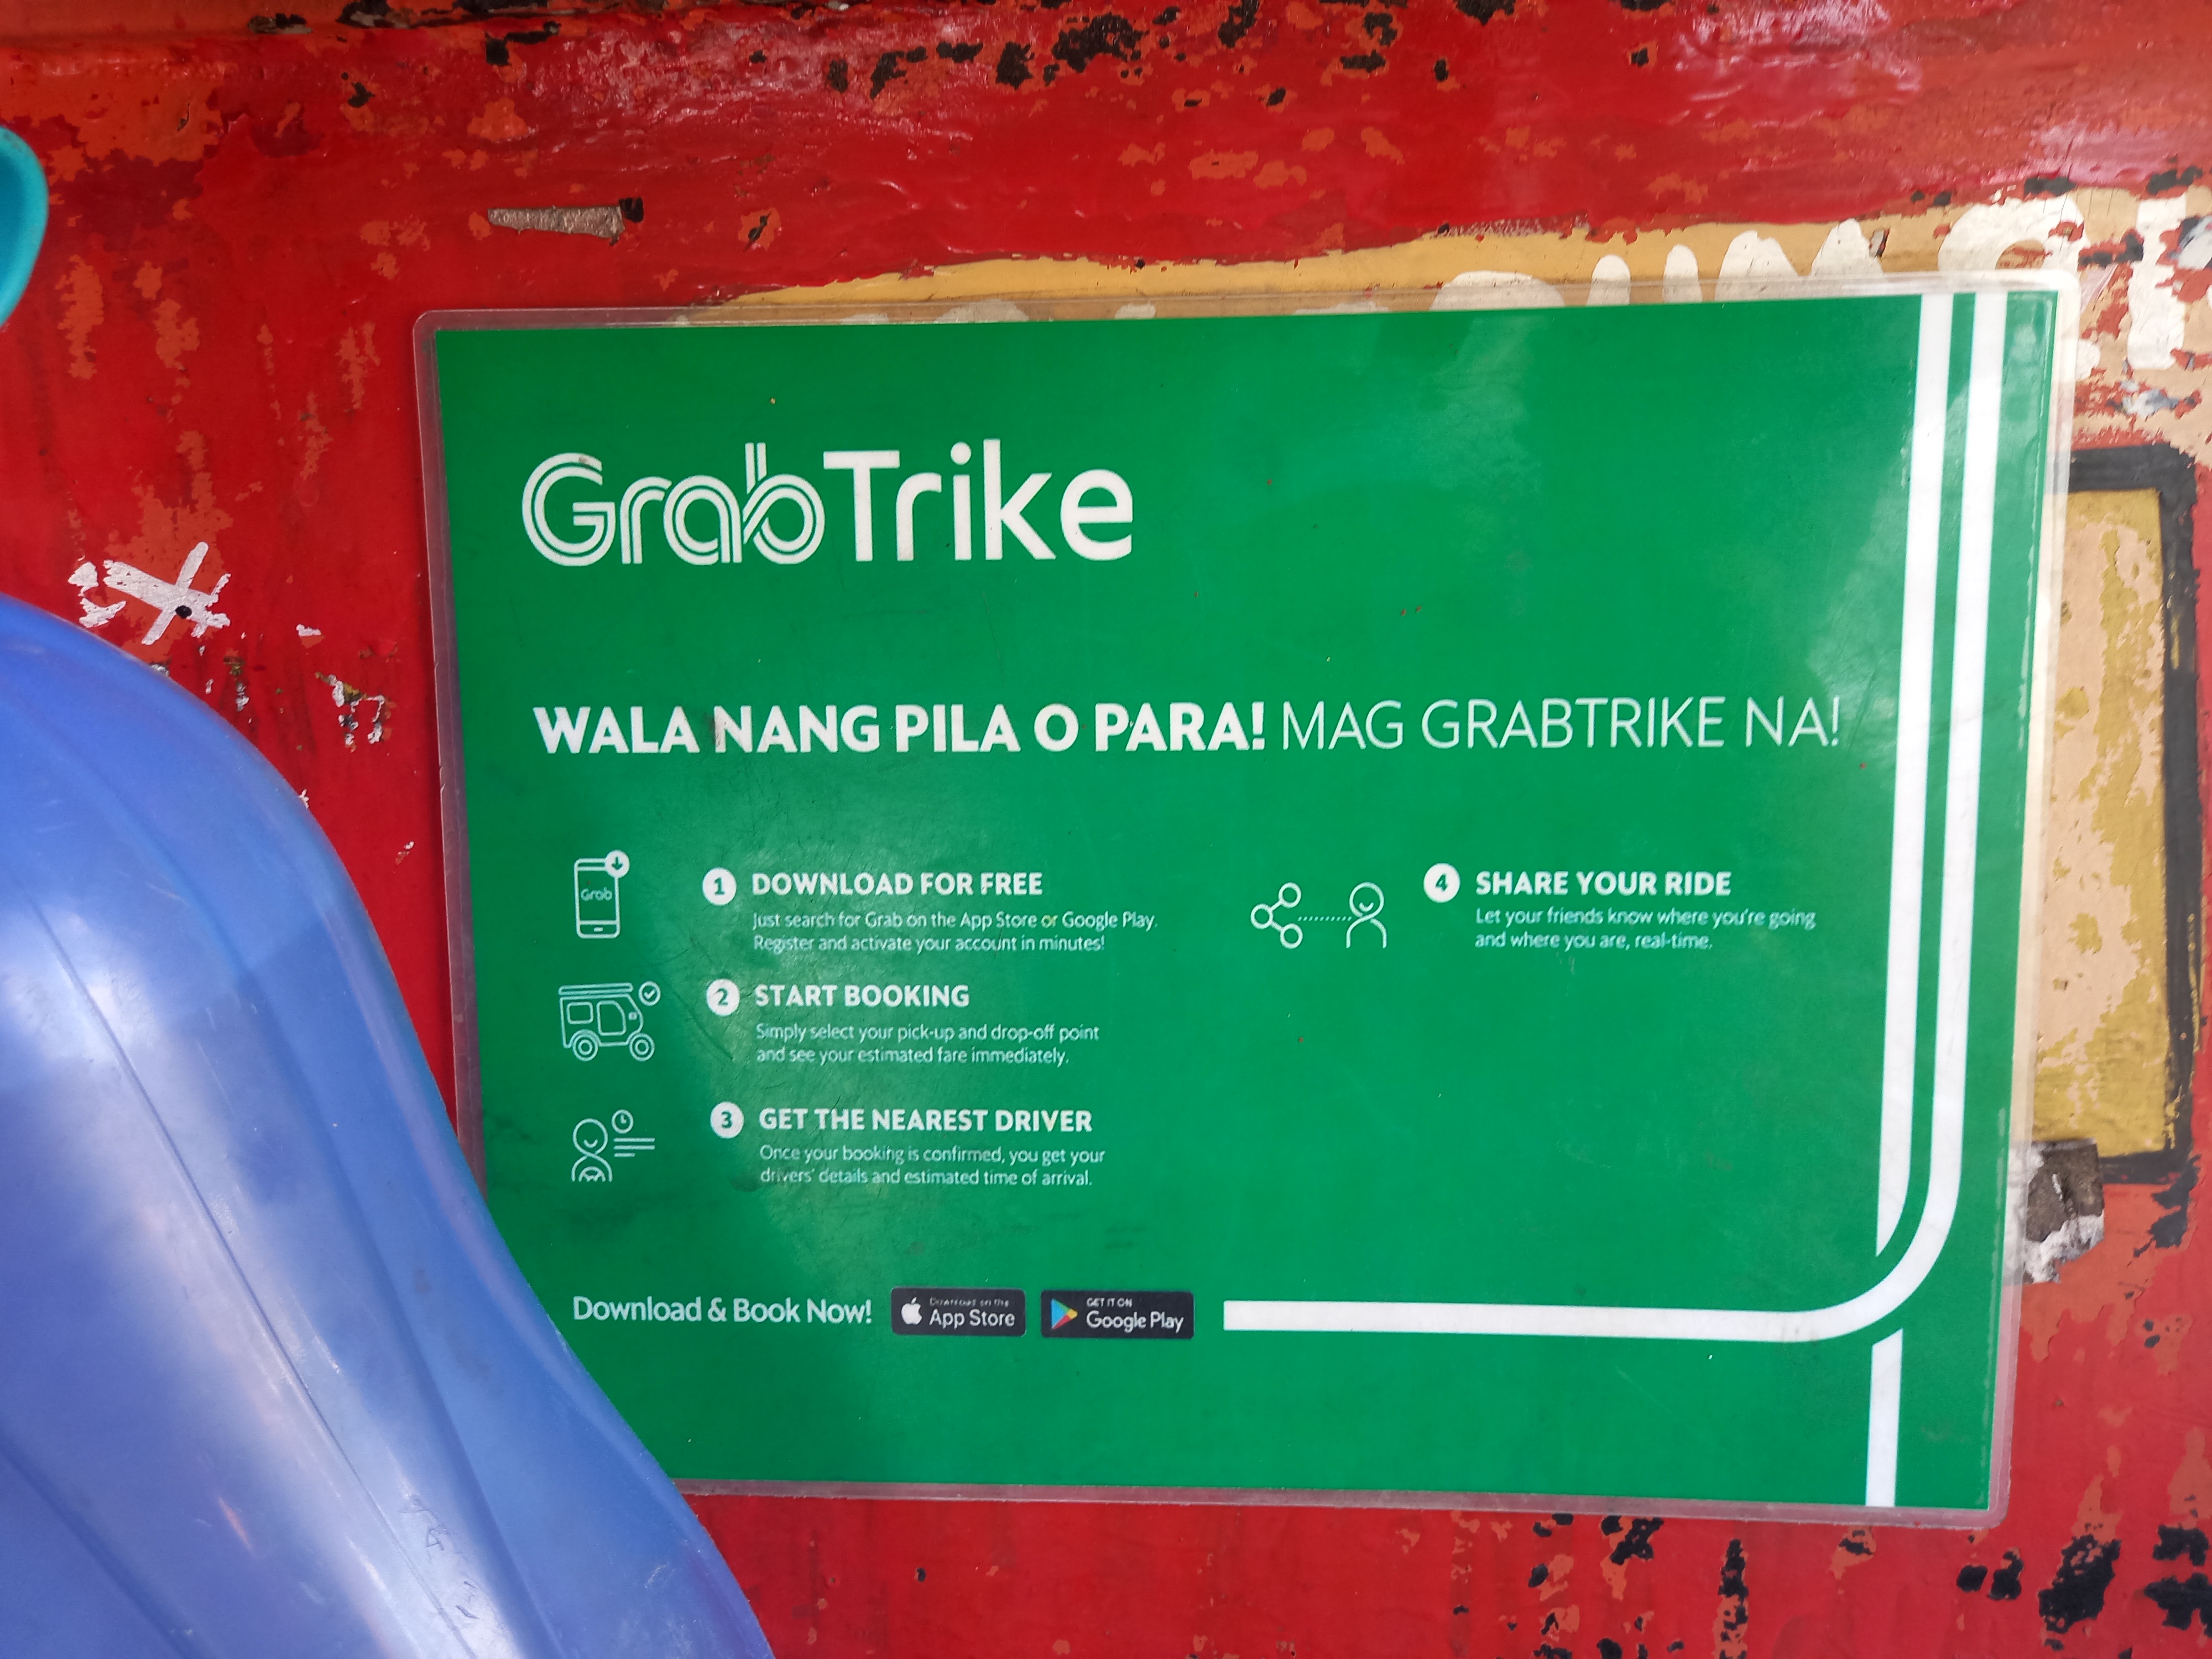 GrabTrike
WALA NANG PILA O PARA! MAG GRABTRIKE NA!
Grab
1 DOWNLOAD FOR FREE
Just search for Grab on the App Store or Google Play.
Register and activate your account in minutes!
2 START BOOKING
Simply select your pick-up and drop-off point
and see your estimated fare immediately.
3 GET THE NEAREST DRIVER
Once your booking is confirmed, you get your
drivers' details and estimated time of arrival.
4 SHARE YOUR RIDE
Let your friends know where you're going
and where you are, real-time.
Download & Book Now!
Download on the
App Store
GET IT ON
Google Play